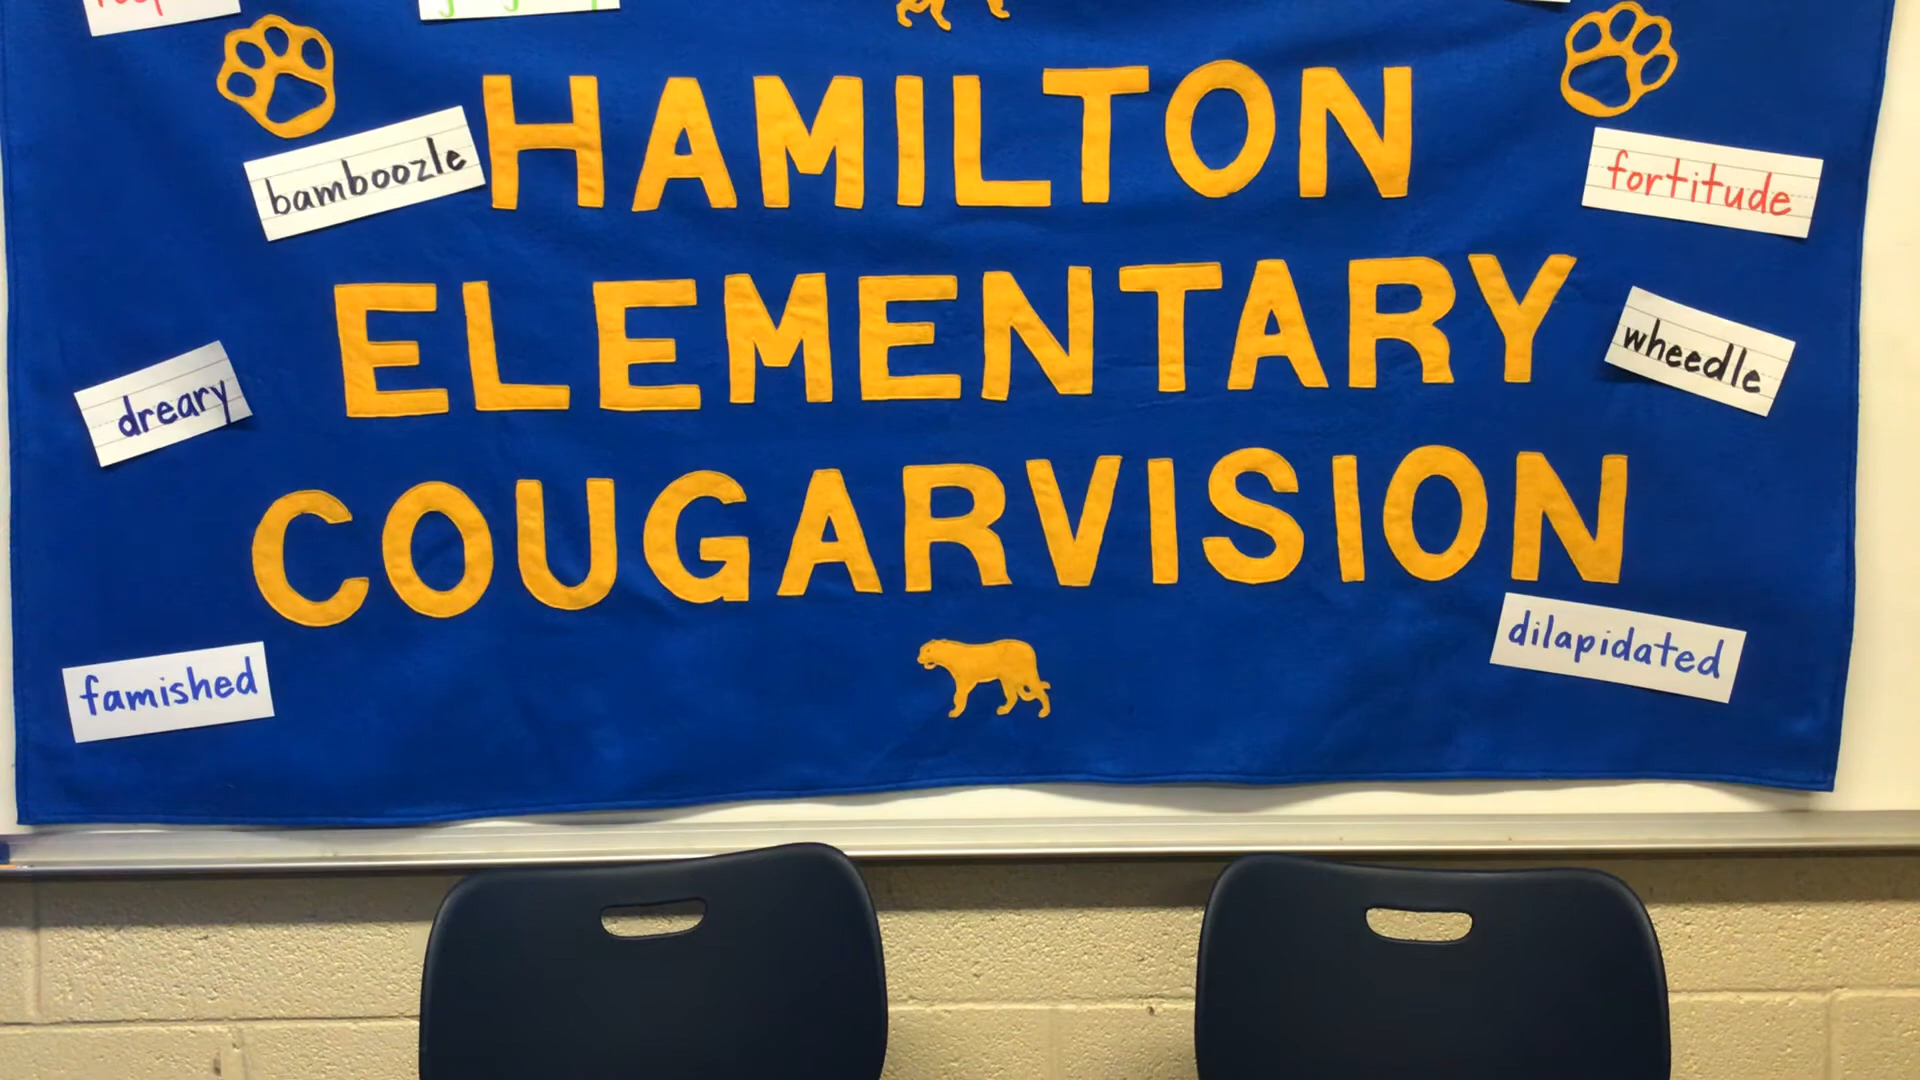 HAMILTON
bamboozle
fortitude
ELEMENTARY
wheedle
dreary
COUGARVISION
famished
dilapidated